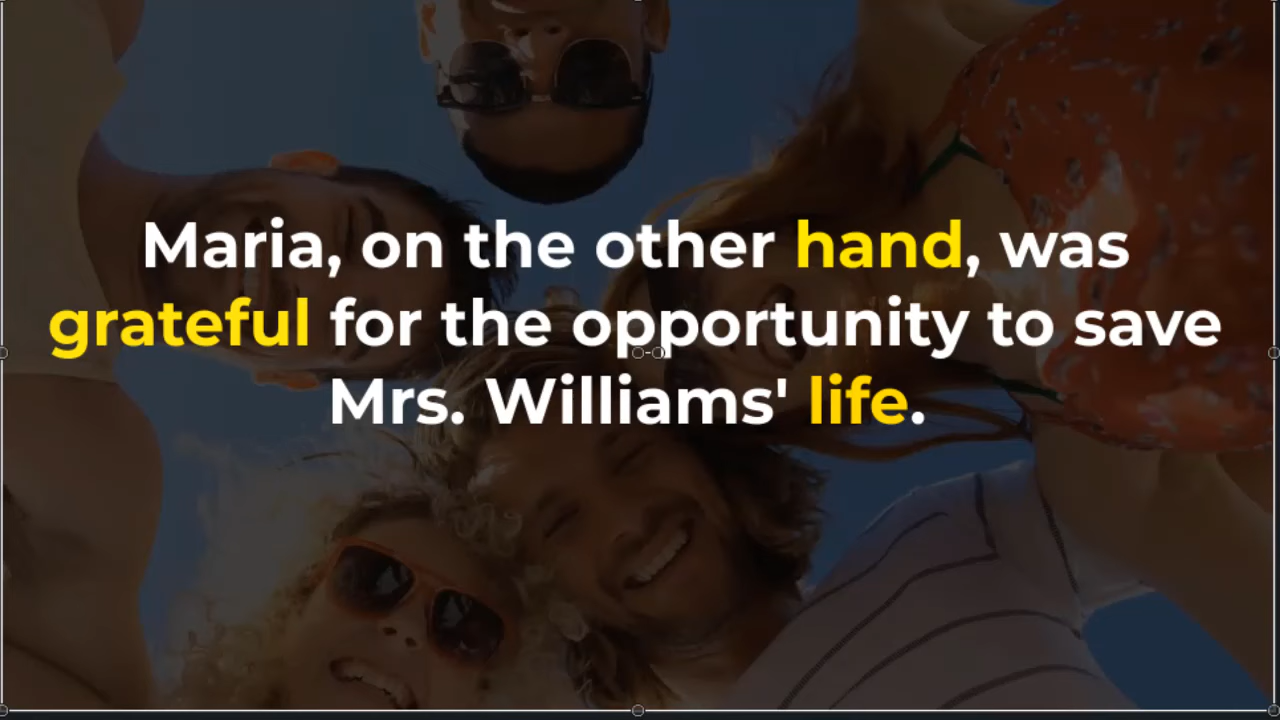 Maria, on the other hand, was
grateful for the opportunity to save
Mrs. Williams' life.